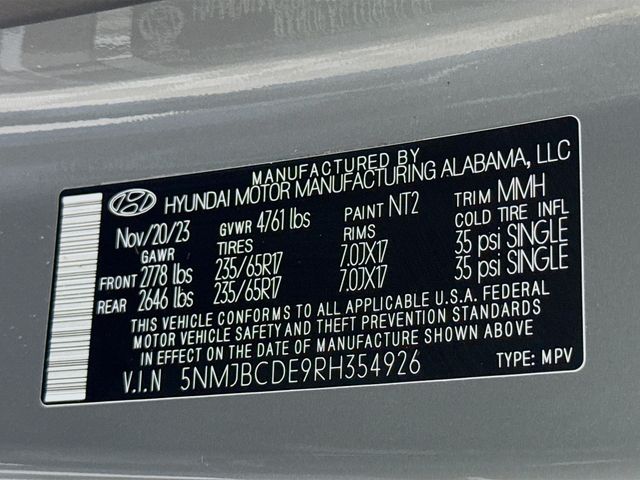 MANUFACTURED BY
HYUNDAI MOTOR MANUFACTURING ALABAMA, LLC
Nov/20/23 GVWR 4761 lbs PAINT NT2 TRIM MMH
GAWR TIRES RIMS COLD TIRE INFL
FRONT 2778 lbs 235/65R17 7.0JX17 35 psi SINGLE
REAR 2646 lbs 235/65R17 7.0JX17 35 psi SINGLE
THIS VEHICLE CONFORMS TO ALL APPLICABLE U.S.A. FEDERAL
MOTOR VEHICLE SAFETY AND THEFT PREVENTION STANDARDS
IN EFFECT ON THE DATE OF MANUFACTURE SHOWN ABOVE
V.I.N 5NMJBCDE9RH354926 TYPE: MPV